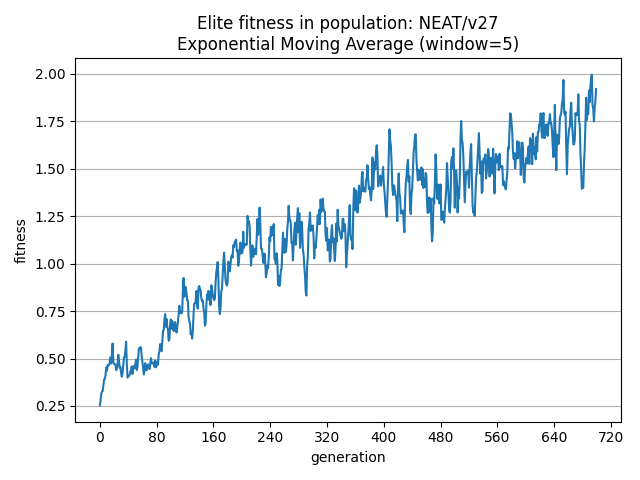 Elite fitness in population: NEAT/v27
Exponential Moving Average (window=5)
2.00
1.75
1.50
1.25
1.00
0.75
0.50
0.25
fitness
0 80 160 240 320 400 480 560 640 720
generation